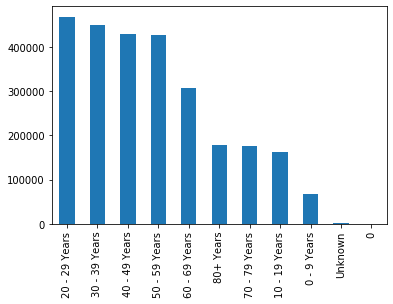 400000
300000
200000
100000
0
20 - 29 Years
30 - 39 Years
40 - 49 Years
50 - 59 Years
60 - 69 Years
80+ Years
70 - 79 Years
10 - 19 Years
0 - 9 Years
Unknown
0